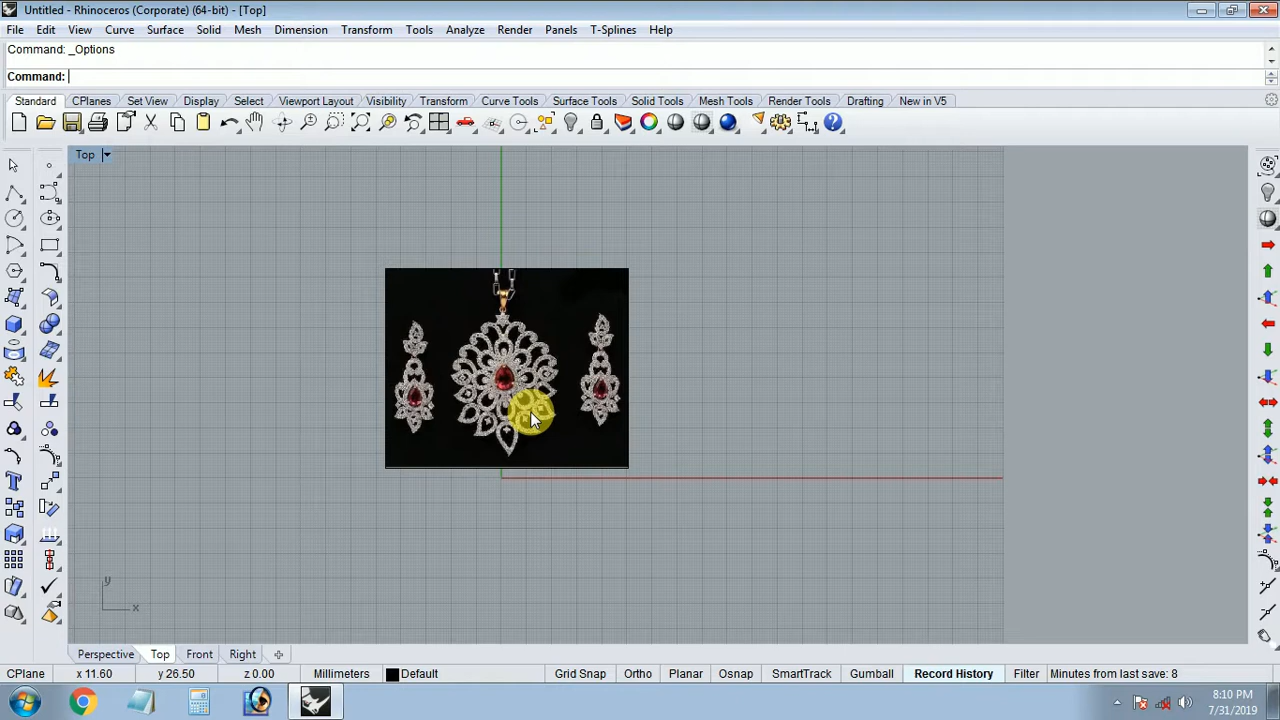 Untitled - Rhinoceros (Corporate) (64-bit) - [Top]
File Edit View Curve Surface Solid Mesh Dimension Transform Tools Analyze Render Panels T-Splines Help
Command: _Options
Command:
Standard CPlanes Set View Display Select Viewport Layout Visibility Transform Curve Tools Surface Tools Solid Tools Mesh Tools Render Tools Drafting New in V5
Top
y
x
Perspective Top Front Right
CPlane x 11.60 y 26.50 z 0.00 Millimeters Default Grid Snap Ortho Planar Osnap SmartTrack Gumball Record History Filter Minutes from last save: 8
8:10 PM
7/31/2019